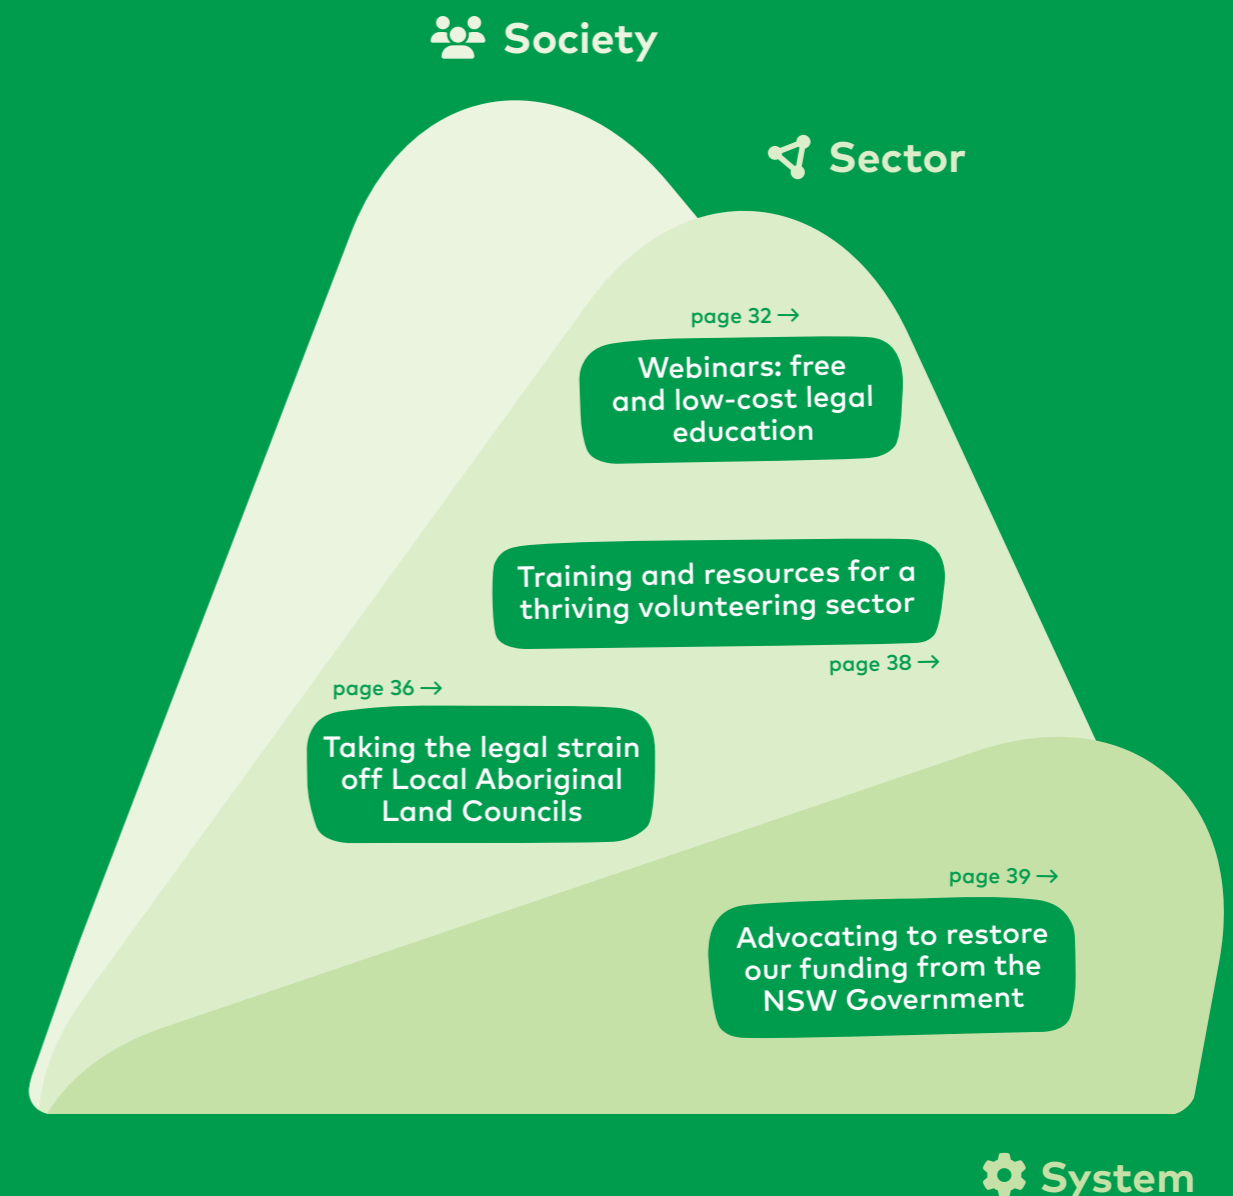 Society
Sector
page 32 →
Webinars: free
and low-cost legal
education
Training and resources for a
thriving volunteering sector
page 38 →
page 36 →
Taking the legal strain
off Local Aboriginal
Land Councils
page 39 →
Advocating to restore
our funding from the
NSW Government
System